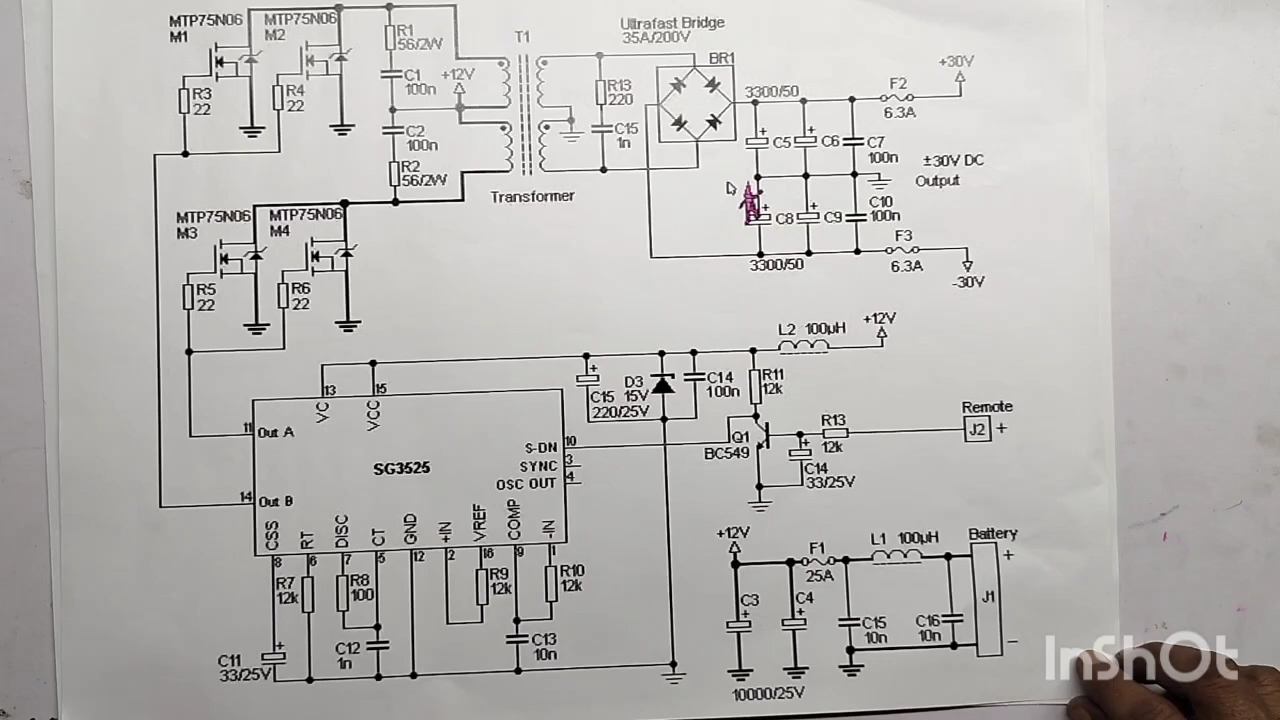 MTP75N06
M1
MTP75N06
M2
R1
56/2W
R3
22
R4
22
C1
100n
+12V
T1
Ultrafast Bridge
35A/200V
BR1
R13
220
C15
1n
C2
100n
R2
56/2W
Transformer
3300/50
+30V
F2
6.3A
C5
C6
C7
100n
±30V DC
Output
C8
C9
C10
100n
F3
6.3A
-30V
3300/50
MTP75N06
M3
MTP75N06
M4
R5
22
R6
22
L2 100µH
+12V
13
15
VC
VCC
C15
220/25V
D3
15V
C14
100n
R11
12k
11
Out A
14
Out B
SG3525
S-DN
10
SYNC
3
OSC OUT
4
Q1
BC549
R13
12k
C14
33/25V
Remote
J2
+
CSS
RT
DISC
CT
GND
+IN
VREF
COMP
-IN
8
6
7
5
12
2
16
9
1
R7
12k
R8
100
R9
12k
R10
12k
C11
33/25V
C12
1n
C13
10n
+12V
F1
25A
L1 100µH
Battery
+
J1
−
C3
C4
C15
10n
C16
10n
10000/25V
InShOt